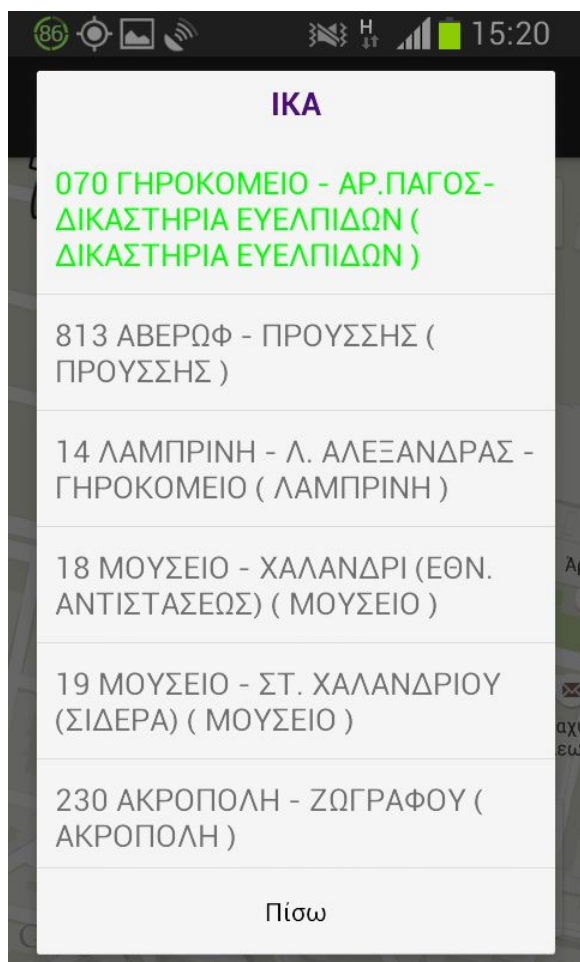 86
H
15:20
ΙΚΑ
070 ΓΗΡΟΚΟΜΕΙΟ - ΑΡ.ΠΑΓΟΣ-
ΔΙΚΑΣΤΗΡΙΑ ΕΥΕΛΠΙΔΩΝ (
ΔΙΚΑΣΤΗΡΙΑ ΕΥΕΛΠΙΔΩΝ )
813 ΑΒΕΡΩΦ - ΠΡΟΥΣΣΗΣ (
ΠΡΟΥΣΣΗΣ )
14 ΛΑΜΠΡΙΝΗ - Λ. ΑΛΕΞΑΝΔΡΑΣ -
ΓΗΡΟΚΟΜΕΙΟ ( ΛΑΜΠΡΙΝΗ )
18 ΜΟΥΣΕΙΟ - ΧΑΛΑΝΔΡΙ (ΕΘΝ.
ΑΝΤΙΣΤΑΣΕΩΣ) ( ΜΟΥΣΕΙΟ )
19 ΜΟΥΣΕΙΟ - ΣΤ. ΧΑΛΑΝΔΡΙΟΥ
(ΣΙΔΕΡΑ) ( ΜΟΥΣΕΙΟ )
230 ΑΚΡΟΠΟΛΗ - ΖΩΓΡΑΦΟΥ (
ΑΚΡΟΠΟΛΗ )
Πίσω